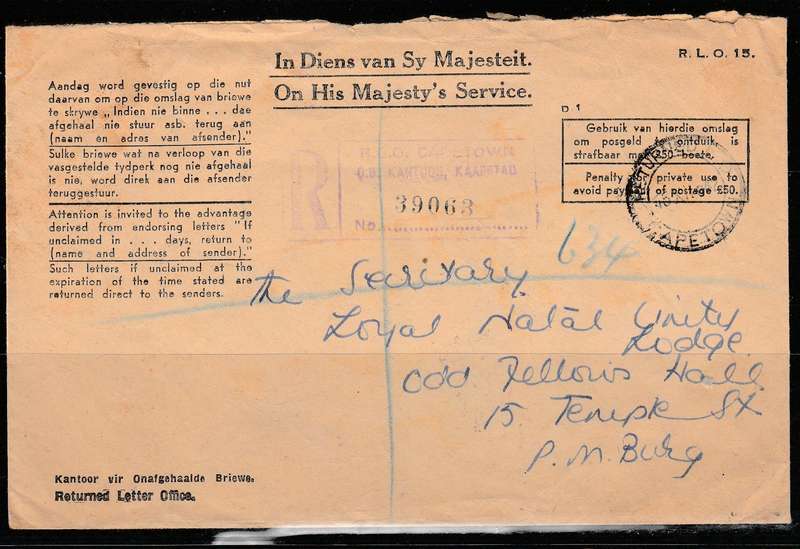 In Diens van Sy Majesteit.
On His Majesty's Service.
R. L. O. 15.
Aandag word gevestig op die nut
daarvan om op die omslag van briewe
te skrywe „Indien nie binne . . . dae
afgehaal nie stuur asb. terug aan
(naam en adres van afsender)."
Sulke briewe wat na verloop van die
vasgestelde tydperk nog nie afgehaal
is nie, word direk aan die afsender
teruggestuur.
Attention is invited to the advantage
derived from endorsing letters "If
unclaimed in . . . days, return to
(name and address of sender)."
Such letters if unclaimed at the
expiration of the time stated are
returned direct to the senders.
D 1
Gebruik van hierdie omslag
om posgeld te ontduik, is
strafbaar met £50 boete.
Penalty private use to
avoid of postage £50.
CAPETOWN
R
CAPETOWN
KANTOOR, KAAPSTAD
No. 39063
634
The Secritary
Loyal Natal Unity
Lodge
Odd Fellows Hall
15. Temple St
P.M.Burg
Kantoor vir Onafgehaalde Briewe.
Returned Letter Office.